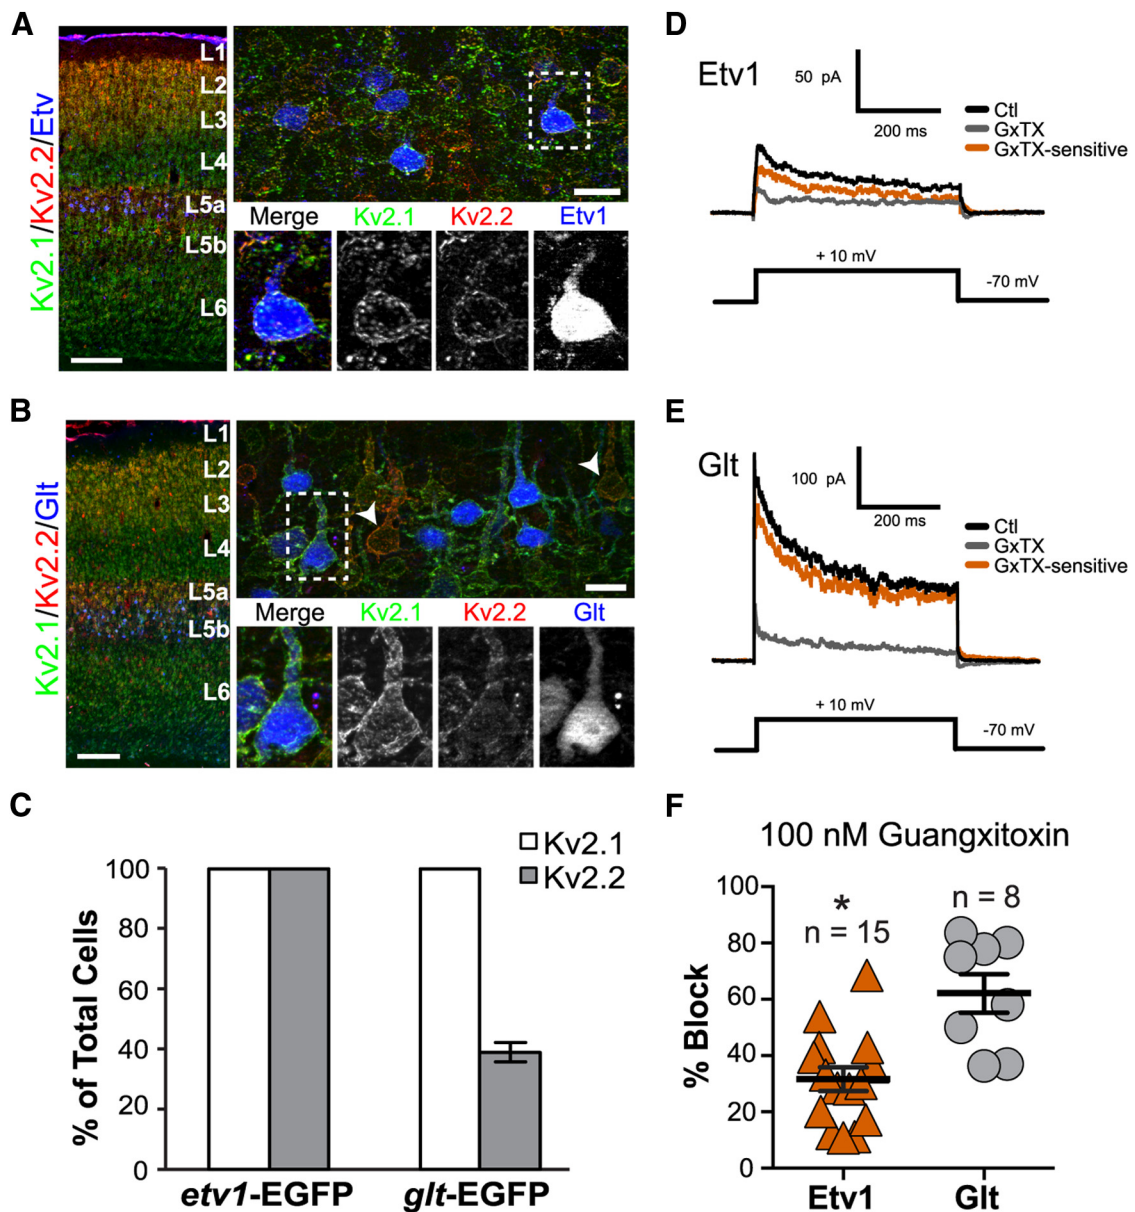 A
Kv2.1/Kv2.2/Etv
L1
L2
L3
L4
L5a
L5b
L6
Merge Kv2.1 Kv2.2 Etv1
B
Kv2.1/Kv2.2/Glt
L1
L2
L3
L4
L5a
L5b
L6
Merge Kv2.1 Kv2.2 Glt
C
% of Total Cells
100
80
60
40
20
0
Kv2.1
Kv2.2
etv1-EGFP glt-EGFP
D
Etv1
50 pA
200 ms
Ctl
GxTX
GxTX-sensitive
+ 10 mV
-70 mV
E
Glt
100 pA
200 ms
Ctl
GxTX
GxTX-sensitive
+ 10 mV
-70 mV
F
100 nM Guangxitoxin
% Block
100
80
60
40
20
0
*
n = 15
n = 8
Etv1 Glt